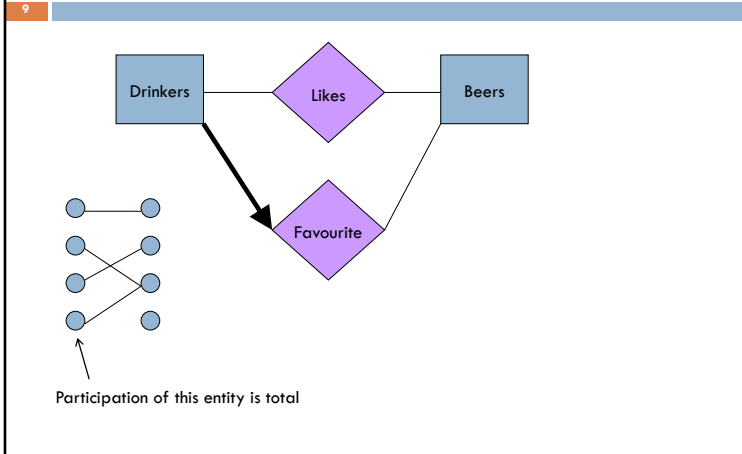 9
Drinkers
Likes
Beers
Favourite
Participation of this entity is total